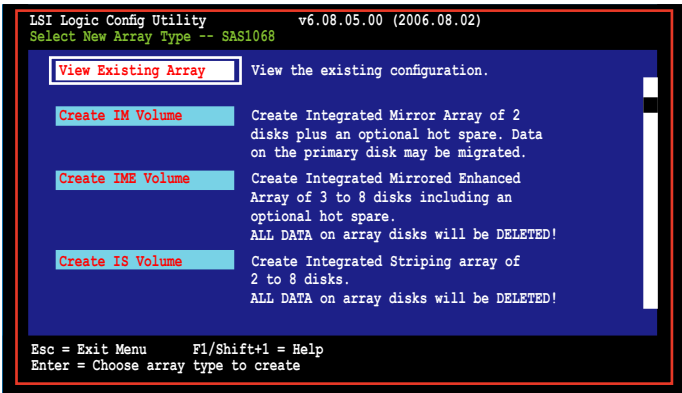 LSI Logic Config Utility v6.08.05.00 (2006.08.02)
Select New Array Type -- SAS1068
View Existing Array View the existing configuration.
Create IM Volume Create Integrated Mirror Array of 2
disks plus an optional hot spare. Data
on the primary disk may be migrated.
Create IME Volume Create Integrated Mirrored Enhanced
Array of 3 to 8 disks including an
optional hot spare.
ALL DATA on array disks will be DELETED!
Create IS Volume Create Integrated Striping array of
2 to 8 disks.
ALL DATA on array disks will be DELETED!
Esc = Exit Menu F1/Shift+1 = Help
Enter = Choose array type to create